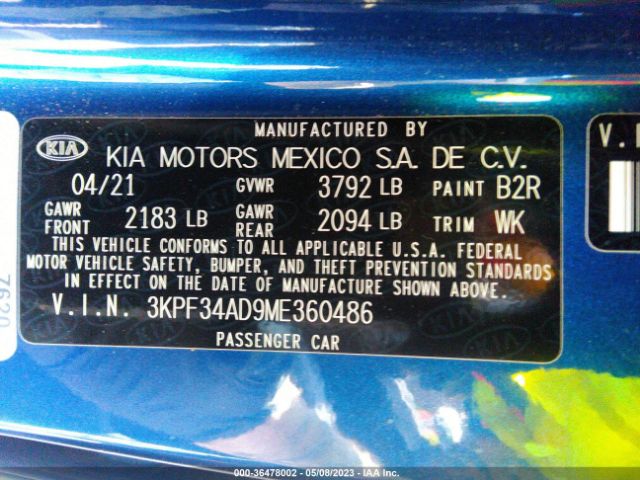 MANUFACTURED BY
KIA KIA MOTORS MEXICO S.A. DE C.V.
04/21 GVWR 3792 LB PAINT B2R
GAWR FRONT 2183 LB GAWR REAR 2094 LB TRIM WK
THIS VEHICLE CONFORMS TO ALL APPLICABLE U.S.A. FEDERAL
MOTOR VEHICLE SAFETY, BUMPER, AND THEFT PREVENTION STANDARDS
IN EFFECT ON THE DATE OF MANUFACTURE SHOWN ABOVE.
V.I.N. 3KPF34AD9ME360486
PASSENGER CAR
V.I
7620
000-36478002 - 05/08/2023 - IAA Inc.